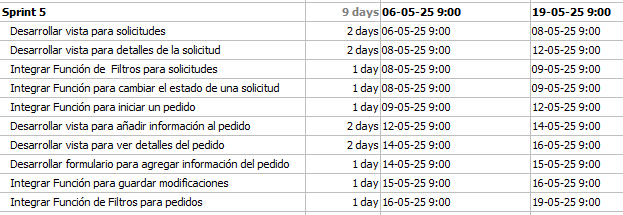 Sprint 5 9 days 06-05-25 9:00 19-05-25 9:00
Desarrollar vista para solicitudes 2 days 06-05-25 9:00 08-05-25 9:00
Desarrollar vista para detalles de la solicitud 2 days 08-05-25 9:00 12-05-25 9:00
Integrar Función de Filtros para solicitudes 1 day 08-05-25 9:00 09-05-25 9:00
Integrar Función para cambiar el estado de una solicitud 1 day 08-05-25 9:00 09-05-25 9:00
Integrar Función para iniciar un pedido 1 day 09-05-25 9:00 12-05-25 9:00
Desarrollar vista para añadir información al pedido 2 days 12-05-25 9:00 14-05-25 9:00
Desarrollar vista para ver detalles del pedido 2 days 14-05-25 9:00 16-05-25 9:00
Desarrollar formulario para agregar información del pedido 1 day 14-05-25 9:00 15-05-25 9:00
Integrar Función para guardar modificaciones 1 day 15-05-25 9:00 16-05-25 9:00
Integrar Función de Filtros para pedidos 1 day 16-05-25 9:00 19-05-25 9:00